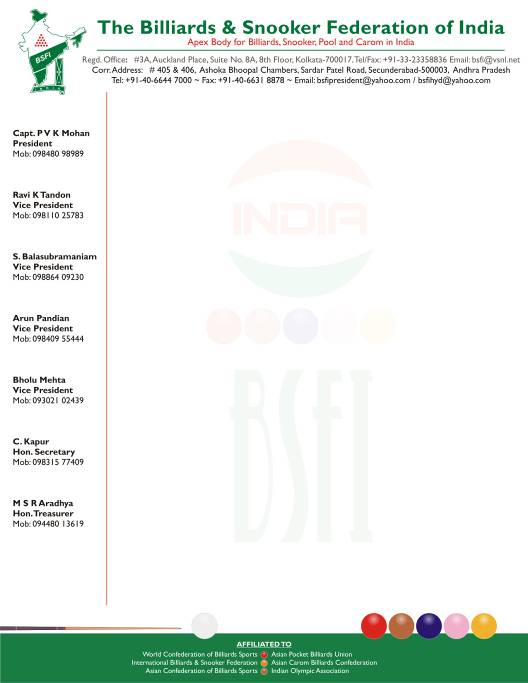 The Billiards & Snooker Federation of India
Apex Body for Billiards, Snooker, Pool and Carom in India
BSFI
Regd. Office: #3A, Auckland Place, Suite No. 8A, 8th Floor, Kolkata-700017. Tel/Fax: +91-33-23358836 Email: bsfi@vsnl.net
Corr. Address: # 405 & 406, Ashoka Bhoopal Chambers, Sardar Patel Road, Secunderabad-500003, Andhra Pradesh
Tel: +91-40-6644 7000 ~ Fax: +91-40-6631 8878 ~ Email: bsfipresident@yahoo.com / bsfihyd@yahoo.com
Capt. P V K Mohan
President
Mob: 098480 98989
Ravi K Tandon
Vice President
Mob: 098110 25783
S. Balasubramaniam
Vice President
Mob: 098864 09230
Arun Pandian
Vice President
Mob: 098409 55444
Bholu Mehta
Vice President
Mob: 093021 02439
C. Kapur
Hon. Secretary
Mob: 098315 77409
M S R Aradhya
Hon. Treasurer
Mob: 094480 13619
INDIA
BSFI
AFFILIATED TO
World Confederation of Billiards Sports Asian Pocket Billiards Union
International Billiards & Snooker Federation Asian Carom Billiards Confederation
Asian Confederation of Billiards Sports Indian Olympic Association